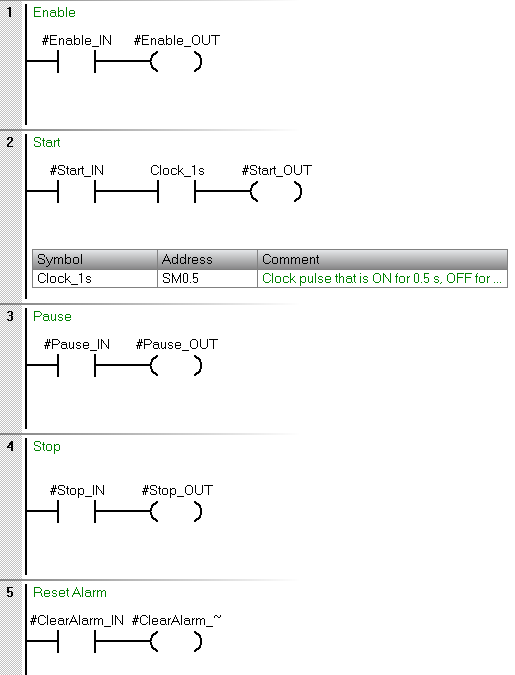 1 Enable
#Enable_IN #Enable_OUT
2 Start
#Start_IN Clock_1s #Start_OUT
Symbol Address Comment
Clock_1s SM0.5 Clock pulse that is ON for 0.5 s, OFF for ...
3 Pause
#Pause_IN #Pause_OUT
4 Stop
#Stop_IN #Stop_OUT
5 Reset Alarm
#ClearAlarm_IN #ClearAlarm_~